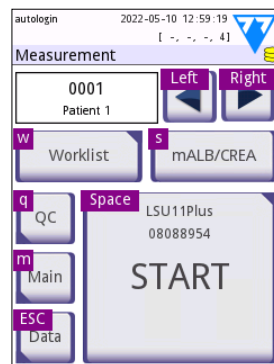 autologin 2022-05-10 12:59:19
[ -, -, -, 4]
Measurement
0001
Patient 1
Left Right
w
Worklist
s
mALB/CREA
q
QC
m
Main
ESC
Data
Space
LSU11Plus
08088954
START